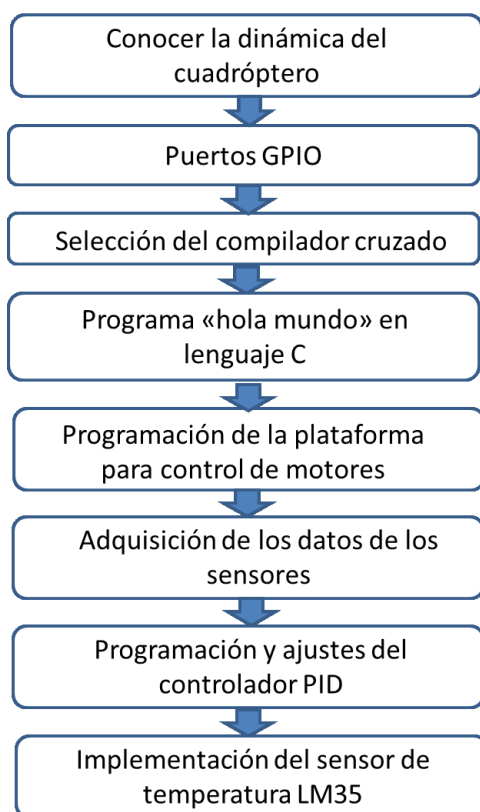 Conocer la dinámica del
cuadróptero
Puertos GPIO
Selección del compilador cruzado
Programa «hola mundo» en
lenguaje C
Programación de la plataforma
para control de motores
Adquisición de los datos de los
sensores
Programación y ajustes del
controlador PID
Implementación del sensor de
temperatura LM35